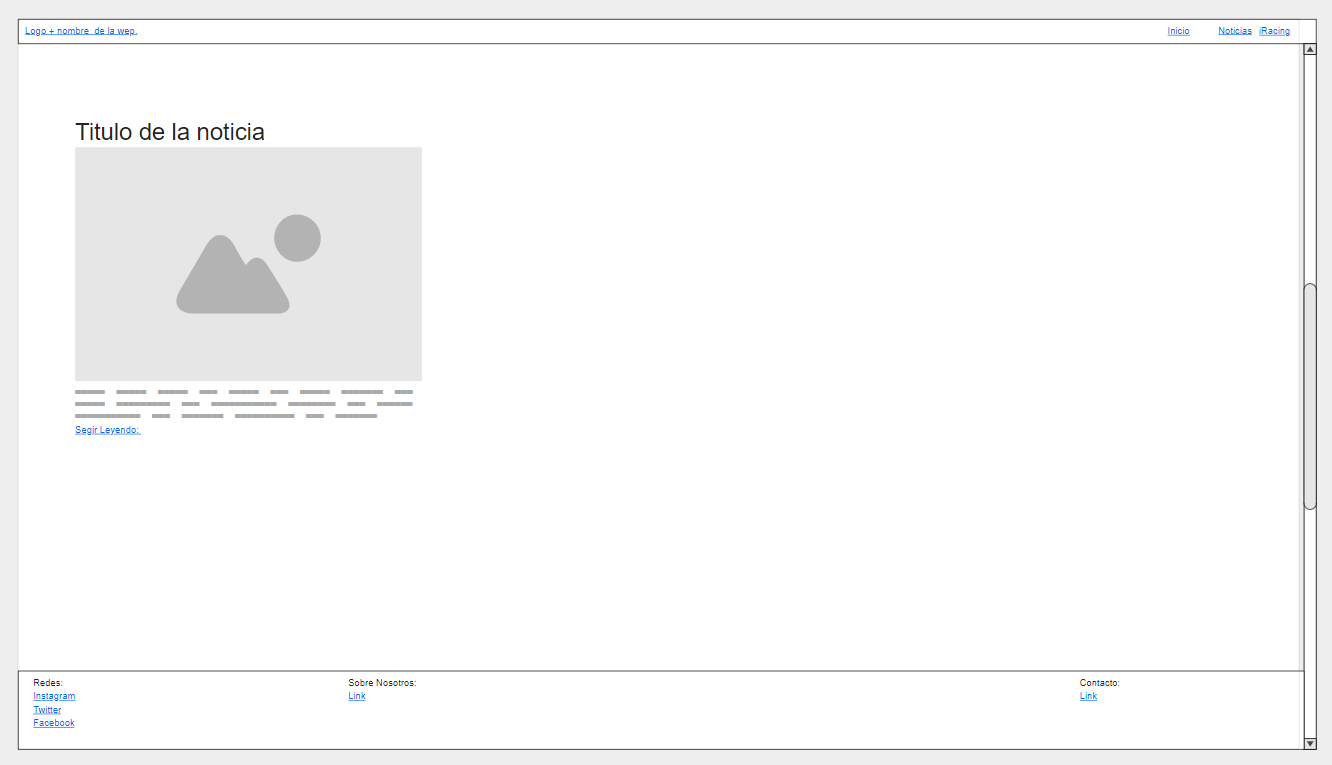 Logo + nombre  de la wep.
Inicio
Noticias
iRacing
Titulo de la noticia
Segir Leyendo:
Redes:
Instagram
Twitter
Facebook
Sobre Nosotros:
Link
Contacto:
Link